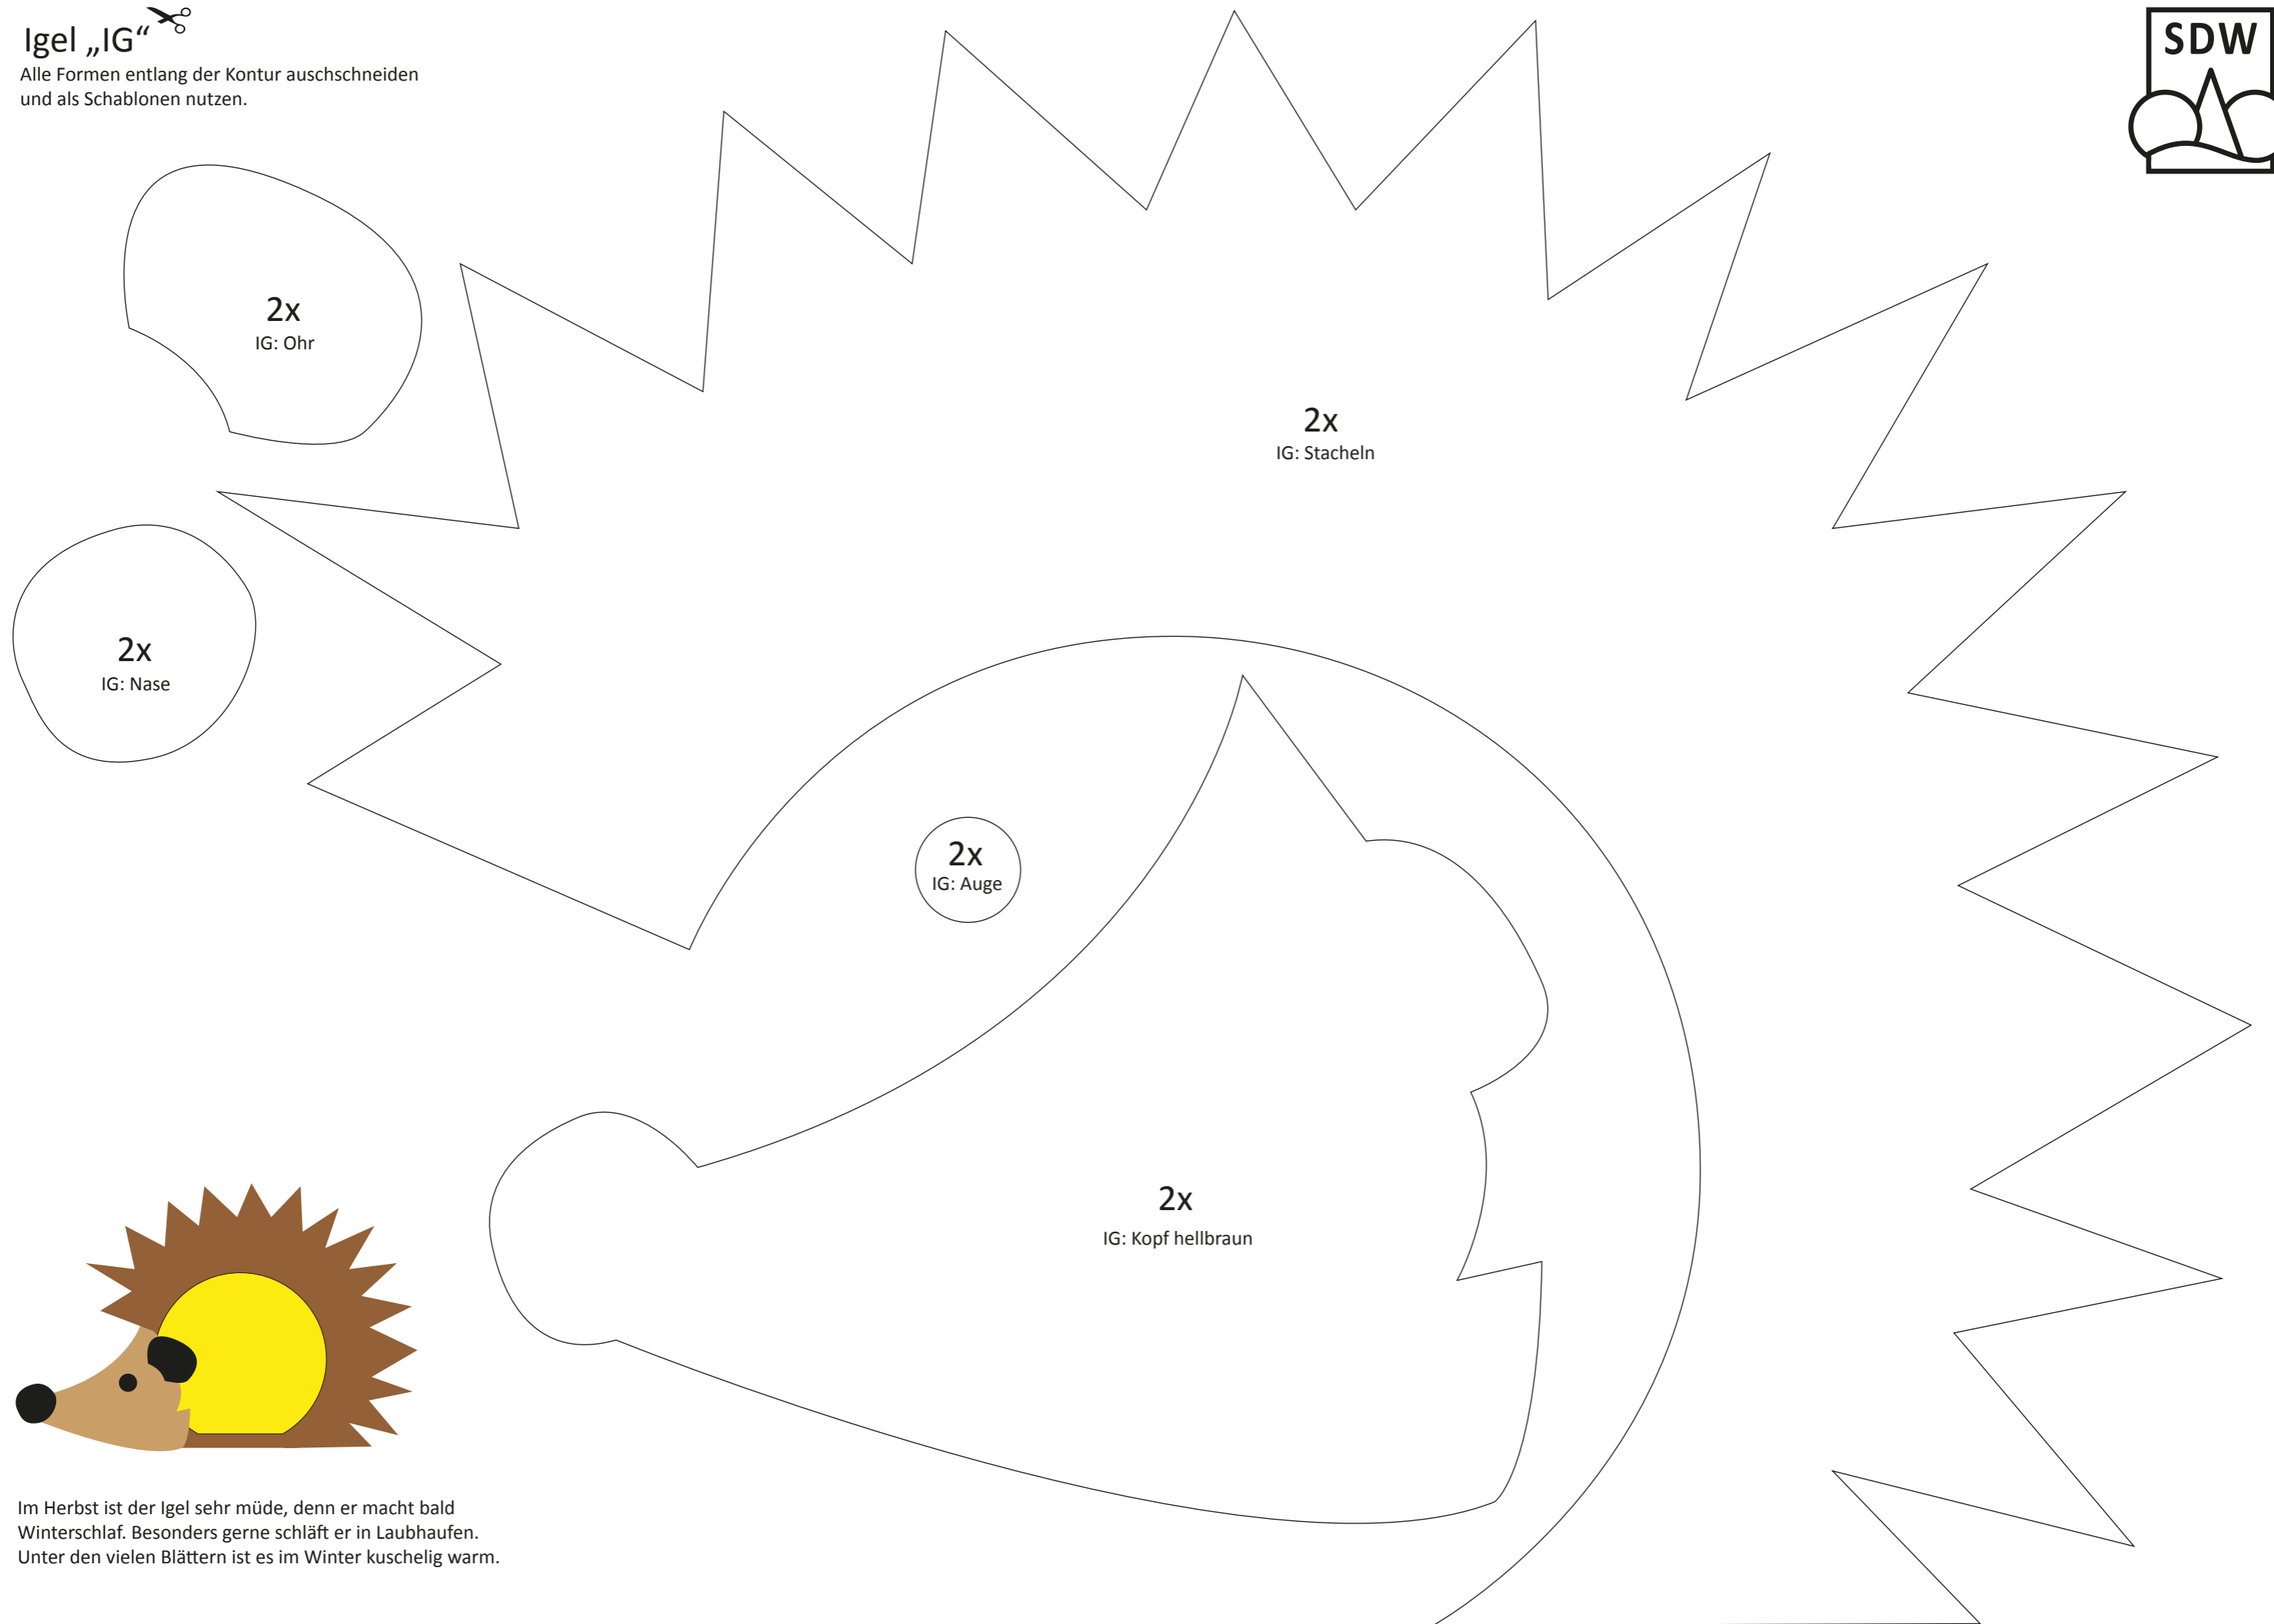 Igel „IG“
Alle Formen entlang der Kontur auschschneiden
und als Schablonen nutzen.
SDW
2x
IG: Ohr
2x
IG: Stacheln
2x
IG: Nase
2x
IG: Auge
2x
IG: Kopf hellbraun
Im Herbst ist der Igel sehr müde, denn er macht bald
Winterschlaf. Besonders gerne schläft er in Laubhaufen.
Unter den vielen Blättern ist es im Winter kuschelig warm.